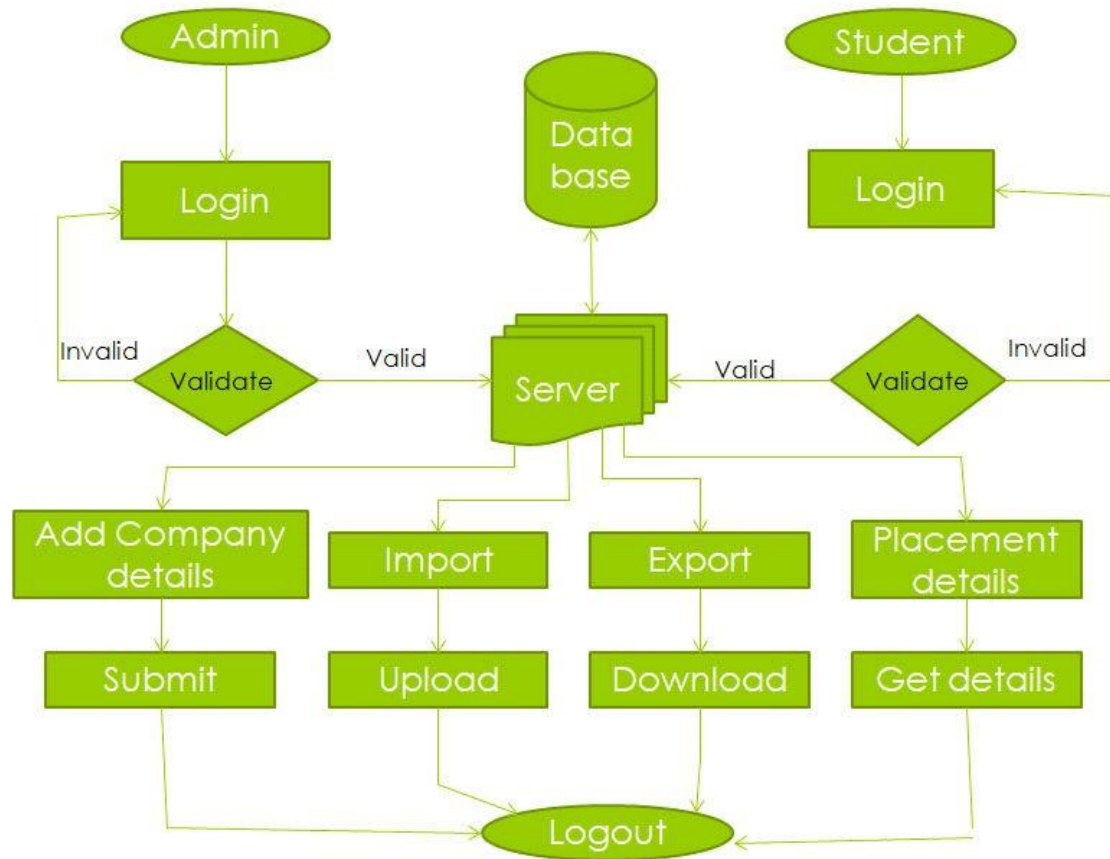 Admin
Student
Data
base
Login
Login
Invalid
Validate
Valid
Server
Valid
Validate
Invalid
Add Company
details
Import
Export
Placement
details
Submit
Upload
Download
Get details
Logout